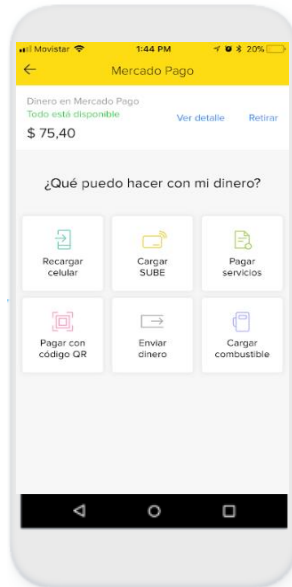 Movistar 1:44 PM 20%
Mercado Pago
Dinero en Mercado Pago
Todo está disponible
Ver detalle Retirar
$ 75,40
¿Qué puedo hacer con mi dinero?
Recargar
celular
Cargar
SUBE
Pagar
servicios
Pagar con
código QR
Enviar
dinero
Cargar
combustible